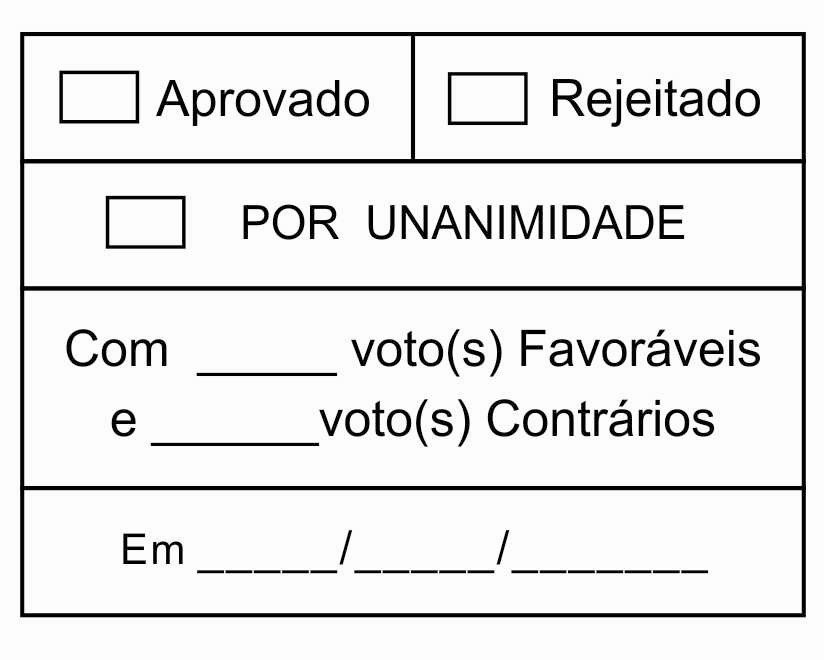 Aprovado Rejeitado
POR UNANIMIDADE
Com _____ voto(s) Favoráveis
e ______voto(s) Contrários
Em _____/_____/_______